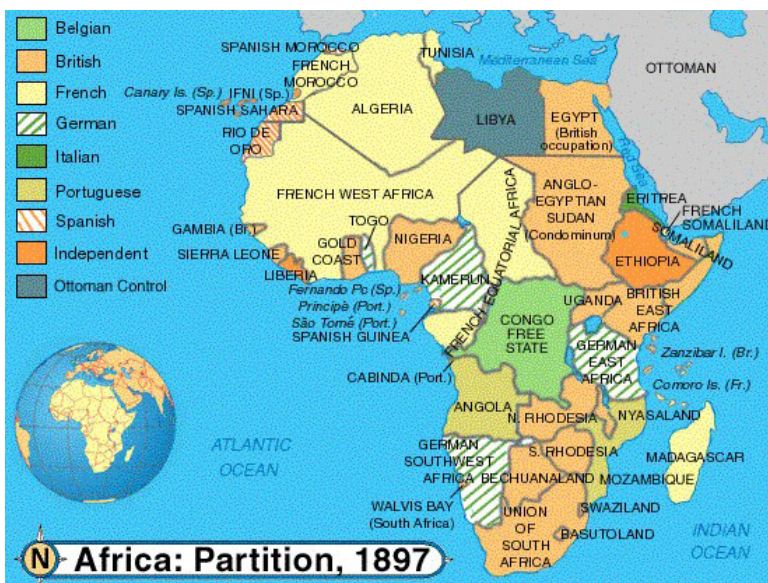 Belgian
British
French
German
Italian
Portuguese
Spanish
Independent
Ottoman Control
SPANISH MOROCCO
FRENCH
MOROCCO
TUNISIA
Mediterranean Sea
OTTOMAN
Canary Is. (Sp.)
IFNI (Sp.)
SPANISH SAHARA
RIO DE
ORO
ALGERIA
LIBYA
EGYPT
(British
occupation)
Red Sea
FRENCH WEST AFRICA
FRENCH EQUATORIAL AFRICA
ANGLO-
EGYPTIAN
SUDAN
(Condominum)
ERITREA
FRENCH
SOMALILAND
SOMALILAND
GAMBIA (Br.)
SIERRA LEONE
LIBERIA
GOLD
COAST
TOGO
NIGERIA
KAMERUN
ETHIOPIA
Fernando Po (Sp.)
Principè (Port.)
São Tomé (Port.)
SPANISH GUINEA
CABINDA (Port.)
CONGO
FREE
STATE
UGANDA
BRITISH
EAST
AFRICA
GERMAN
EAST
AFRICA
Zanzibar I. (Br.)
Comoro Is. (Fr.)
ANGOLA
N. RHODESIA
NYASALAND
ATLANTIC
OCEAN
GERMAN
SOUTHWEST
AFRICA
S. RHODESIA
BECHUANALAND
MOZAMBIQUE
MADAGASCAR
WALVIS BAY
(South Africa)
SWAZILAND
UNION
OF
SOUTH
AFRICA
BASUTOLAND
INDIAN
OCEAN
N
Africa: Partition, 1897